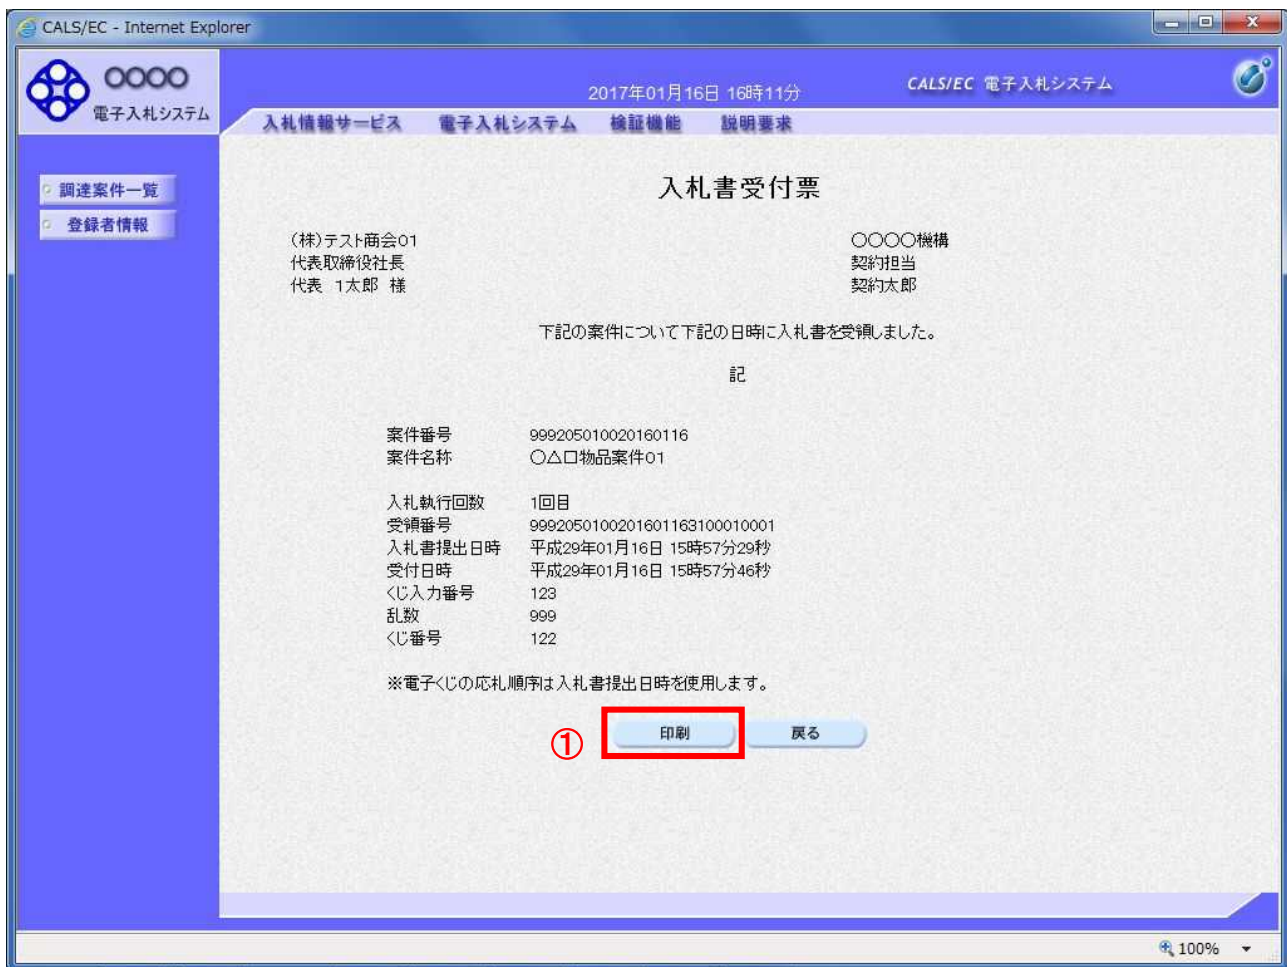 CALS/EC - Internet Explorer
OOOO
電子入札システム
2017年01月16日 16時11分
CALS/EC 電子入札システム
入札情報サービス 電子入札システム 検証機能 説明要求
調達案件一覧
登録者情報
入札書受付票
(株)テスト商会01
代表取締役社長
代表 1太郎 様
〇〇〇〇機構
契約担当
契約太郎
下記の案件について下記の日時に入札書を受領しました。
記
案件番号 999205010020160116
案件名称 〇△口物品案件01
入札執行回数 1回目
受領番号 9992050100201601163100010001
入札書提出日時 平成29年01月16日 15時57分29秒
受付日時 平成29年01月16日 15時57分46秒
くじ入力番号 123
乱数 999
くじ番号 122
※電子くじの応札順序は入札書提出日時を使用します。
① 印刷 戻る
100%